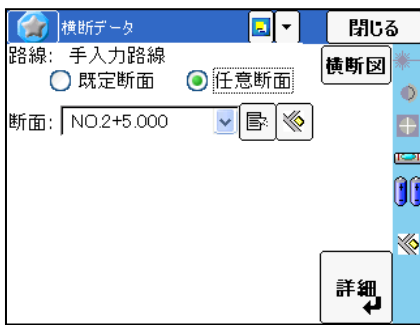 横断データ
閉じる
路線: 手入力路線
既定断面 任意断面
横断図
断面: NO.2+5.000
詳細